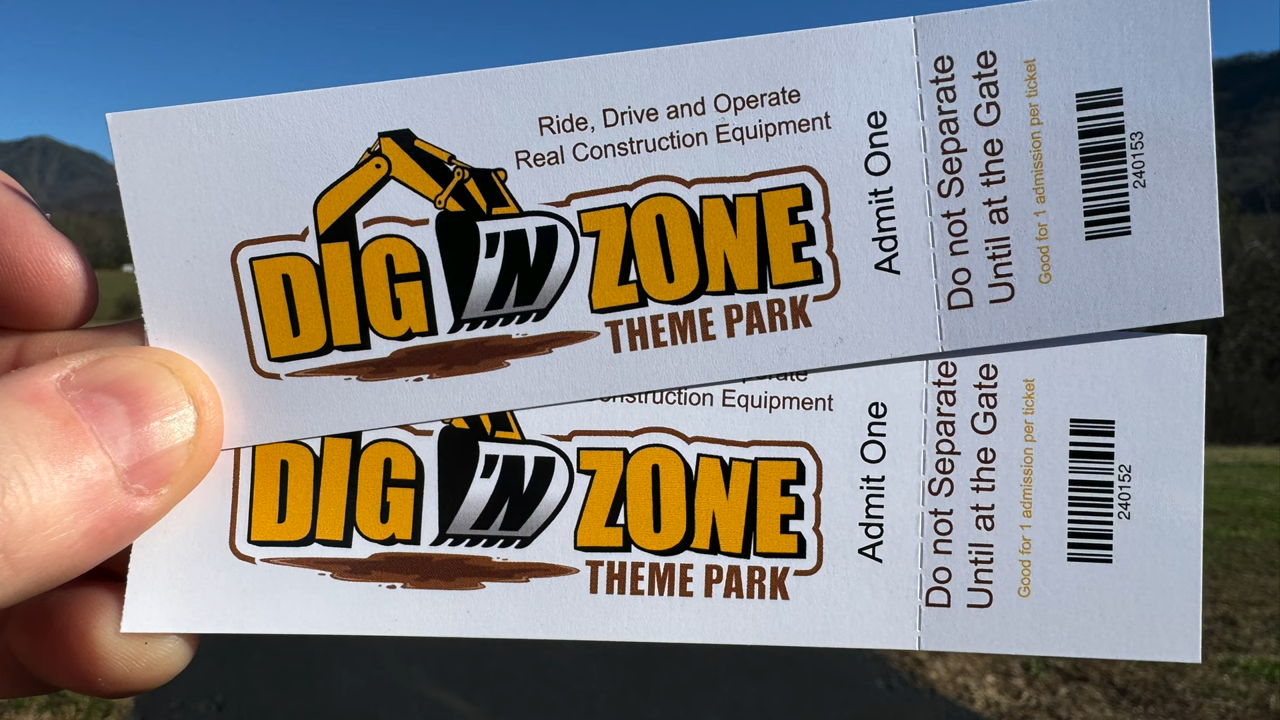 Ride, Drive and Operate
Real Construction Equipment
DIG 'N ZONE
THEME PARK
Admit One
Do not Separate
Until at the Gate
Good for 1 admission per ticket
240153
Construction Equipment
DIG 'N ZONE
THEME PARK
Admit One
Do not Separate
Until at the Gate
Good for 1 admission per ticket
240152